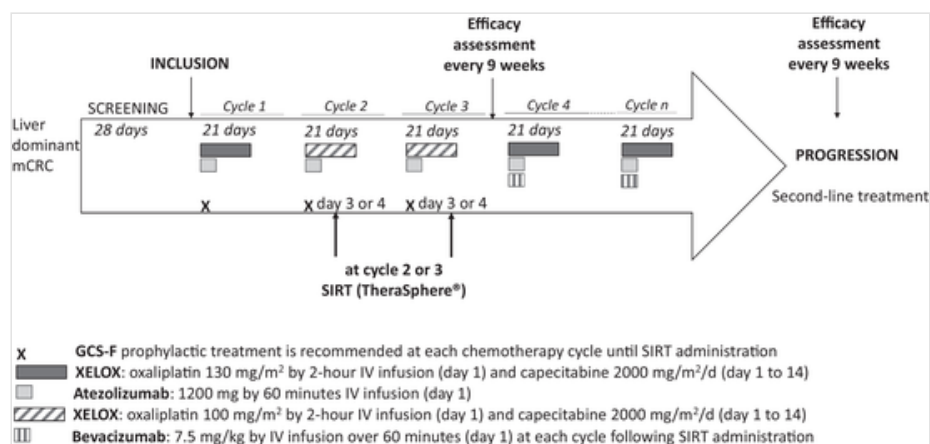 Efficacy
assessment
every 9 weeks
Efficacy
assessment
every 9 weeks
INCLUSION
SCREENING
28 days
Cycle 1
Cycle 2
Cycle 3
Cycle 4
Cycle n
21 days
21 days
21 days
21 days
21 days
Liver
dominant
mCRC
PROGRESSION
Second-line treatment
X
X day 3 or 4
X day 3 or 4
at cycle 2 or 3
SIRT (TheraSphere®)
X GCS-F prophylactic treatment is recommended at each chemotherapy cycle until SIRT administration
XELOX: oxaliplatin 130 mg/m² by 2-hour IV infusion (day 1) and capecitabine 2000 mg/m²/d (day 1 to 14)
Atezolizumab: 1200 mg by 60 minutes IV infusion (day 1)
XELOX: oxaliplatin 100 mg/m² by 2-hour IV infusion (day 1) and capecitabine 2000 mg/m²/d (day 1 to 14)
Bevacizumab: 7.5 mg/kg by IV infusion over 60 minutes (day 1) at each cycle following SIRT administration